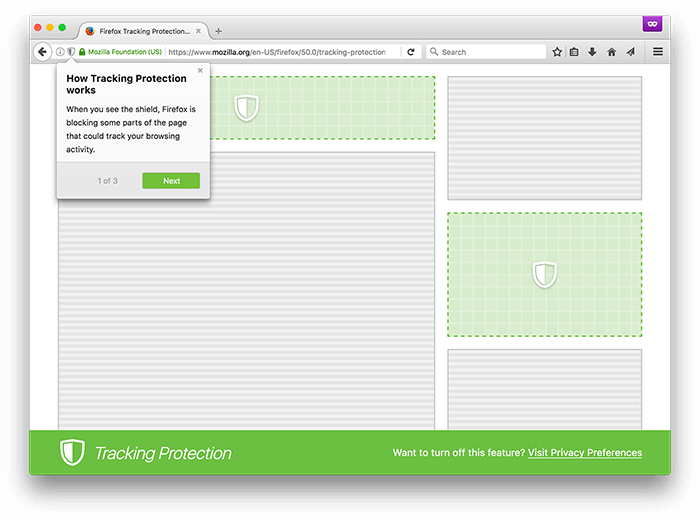 Firefox Tracking Protection...
Mozilla Foundation (US)
https://www.mozilla.org/en-US/firefox/50.0/tracking-protection
Search
How Tracking Protection
works
When you see the shield, Firefox is
blocking some parts of the page
that could track your browsing
activity.
1 of 3
Next
Tracking Protection
Want to turn off this feature? Visit Privacy Preferences